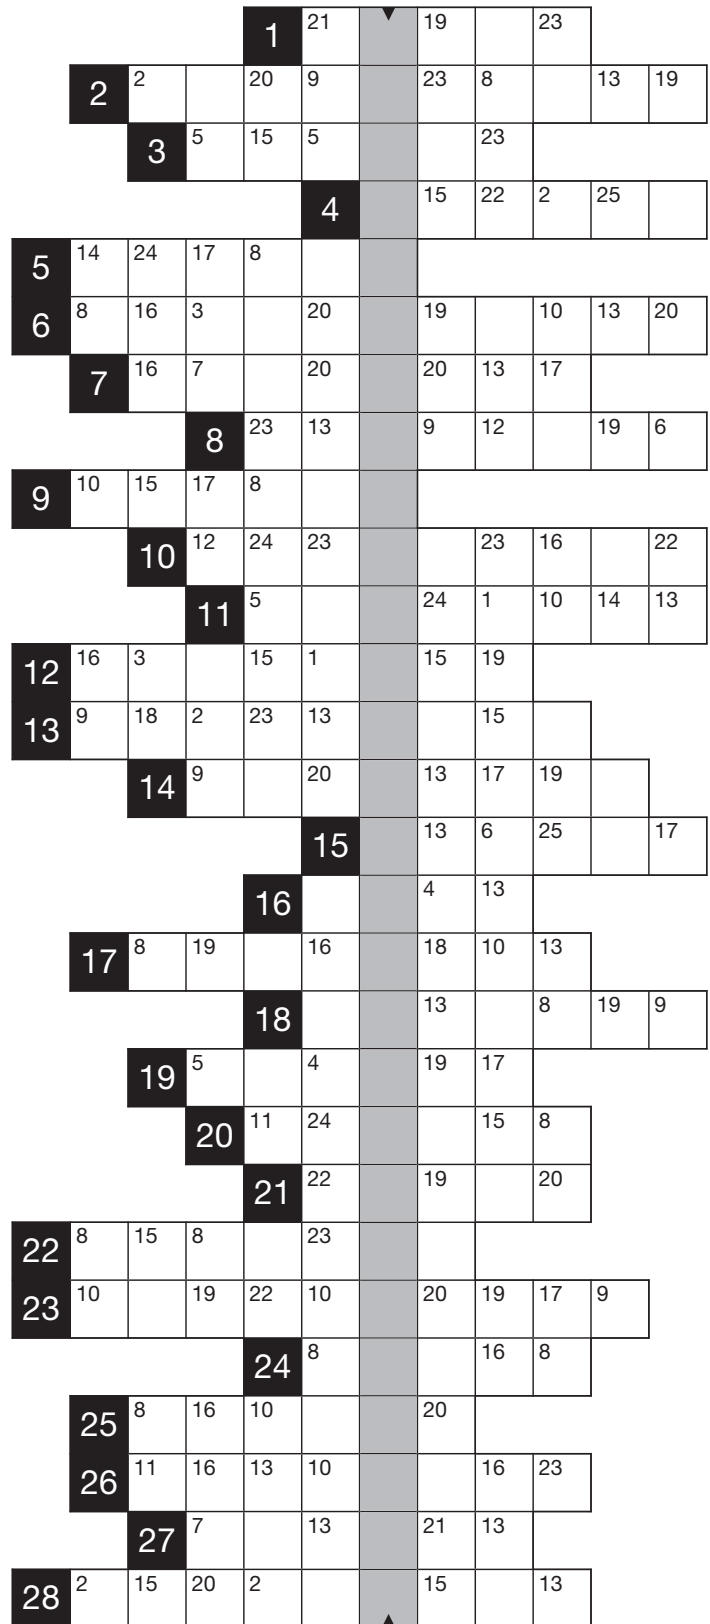 1 21 19 23
2 2 20 9 23 8 13 19
3 5 15 5 23
4 15 22 2 25
5 14 24 17 8
6 8 16 3 20 19 10 13 20
7 16 7 20 20 13 17
8 23 13 9 12 19 6
9 10 15 17 8
10 12 24 23 23 16 22
11 5 24 1 10 14 13
12 16 3 15 1 15 19
13 9 18 2 23 13 15
14 9 20 13 17 19
15 13 6 25 17
16 4 13
17 8 19 16 18 10 13
18 13 8 19 9
19 5 4 19 17
20 11 24 15 8
21 22 19 20
22 8 15 8 23
23 10 19 22 10 20 19 17 9
24 8 16 8
25 8 16 10 20
26 11 16 13 10 16 23
27 7 13 21 13
28 2 15 20 2 15 13